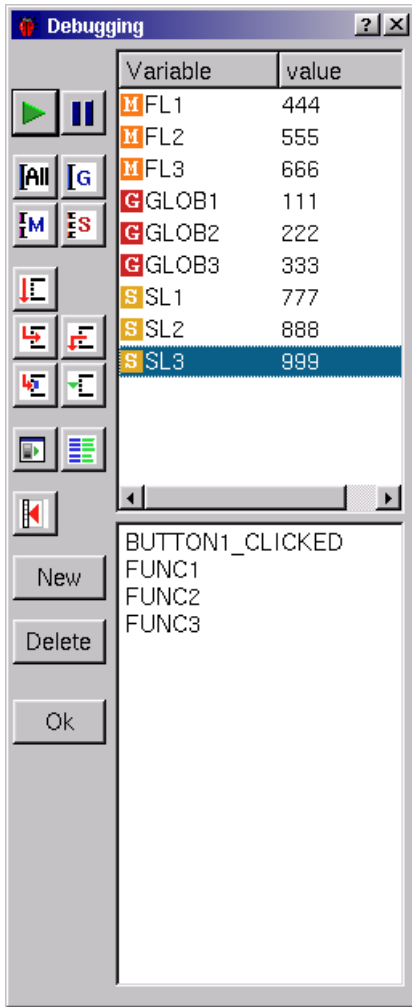 Debugging ?
Variable value
M FL1 444
M FL2 555
M FL3 666
G GLOB1 111
G GLOB2 222
G GLOB3 333
S SL1 777
S SL2 888
S SL3 999
All G
M S
New
Delete
Ok
BUTTON1_CLICKED
FUNC1
FUNC2
FUNC3